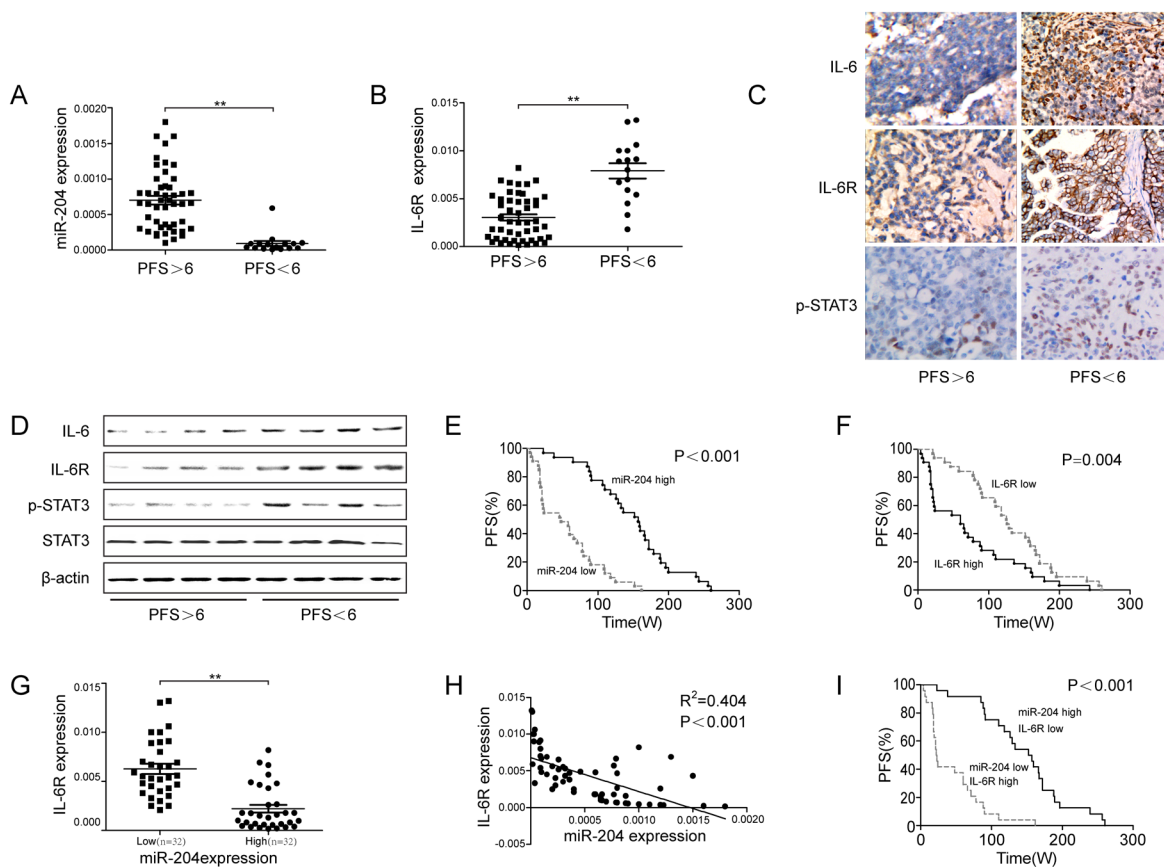 A
miR-204 expression
0.0020
0.0015
0.0010
0.0005
0.0000
**
PFS>6
PFS<6
B
IL-6R expression
0.015
0.010
0.005
0.000
**
PFS>6
PFS<6
C
IL-6
IL-6R
p-STAT3
PFS>6
PFS<6
D
IL-6
IL-6R
p-STAT3
STAT3
β-actin
PFS>6
PFS<6
E
PFS(%)
100
80
60
40
20
0
P<0.001
miR-204 high
miR-204 low
0
100
200
300
Time(W)
F
PFS(%)
100
80
60
40
20
0
P=0.004
IL-6R low
IL-6R high
0
100
200
300
Time(W)
G
IL-6R expression
0.015
0.010
0.005
0.000
**
Low(n=32)
High(n=32)
miR-204expression
H
IL-6R expression
0.015
0.010
0.005
0.000
-0.005
R²=0.404
P<0.001
0.0005
0.0010
0.0015
0.0020
miR-204 expression
I
PFS(%)
100
80
60
40
20
0
P<0.001
miR-204 high
IL-6R low
miR-204 low
IL-6R high
0
100
200
300
Time(W)